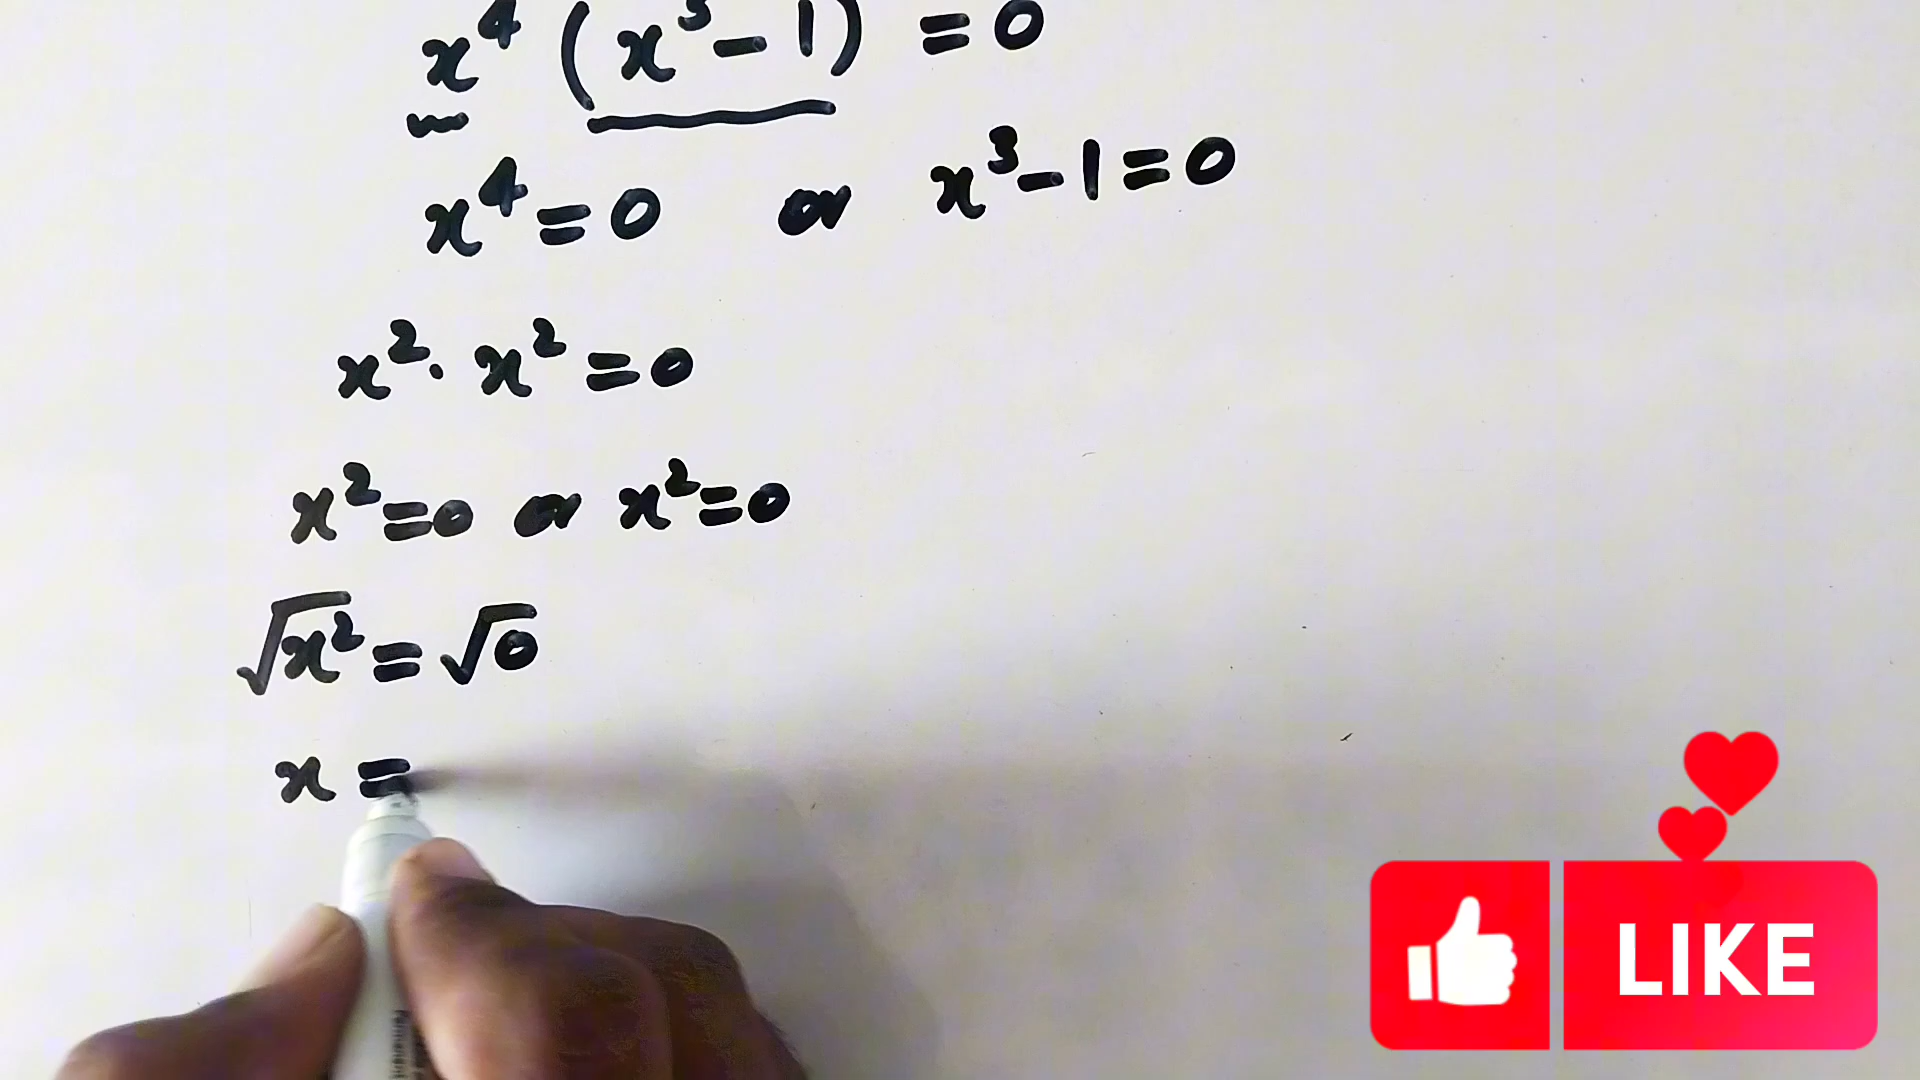 x⁴ (x³ - 1) = 0
x⁴ = 0 or x³ - 1 = 0
x² · x² = 0
x² = 0 or x² = 0
√x² = √0
x =
LIKE